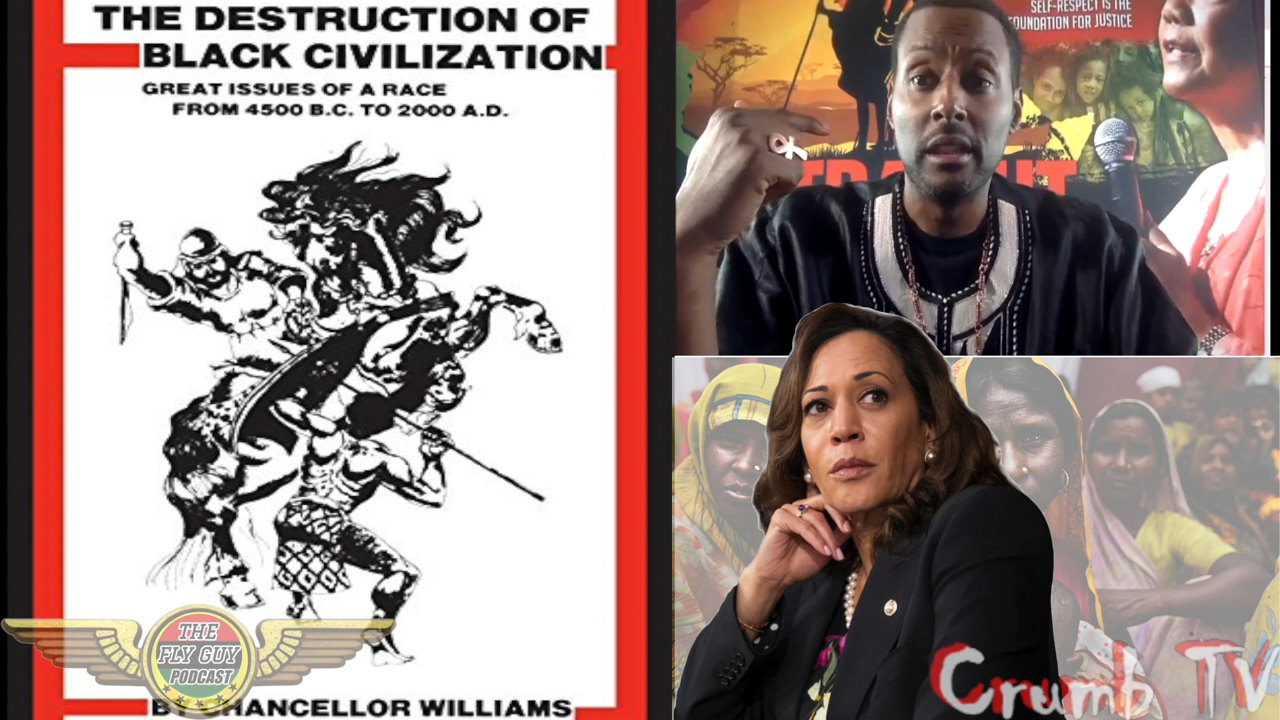 THE DESTRUCTION OF
BLACK CIVILIZATION
GREAT ISSUES OF A RACE
FROM 4500 B.C. TO 2000 A.D.
CHANCELLOR WILLIAMS
THE
FLY GUY
PODCAST
SELF-RESPECT IS THE
FOUNDATION FOR JUSTICE
Crumb TV